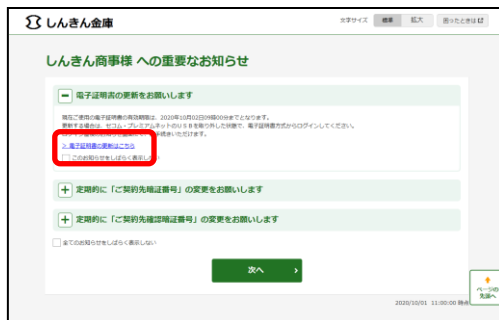 しんきん金庫
文字サイズ 標準 拡大 困ったときは
しんきん商事様 への重要なお知らせ
電子証明書の更新をお願いします
現在ご使用の電子証明書の有効期限は、2020年10月02日09時00分までとなります。
更新する場合は、セコム・プレミアムネットのUSBを取り外した状態で、電子証明書方式からログインしてください。
手続きいただけます。
> 電子証明書の更新はこちら
このお知らせをしばらく表示しない
定期的に「ご契約先暗証番号」の変更をお願いします
定期的に「ご契約先確認暗証番号」の変更をお願いします
全てのお知らせをしばらく表示しない
次へ
ページの
先頭へ
2020/10/01 11:00:00 時点